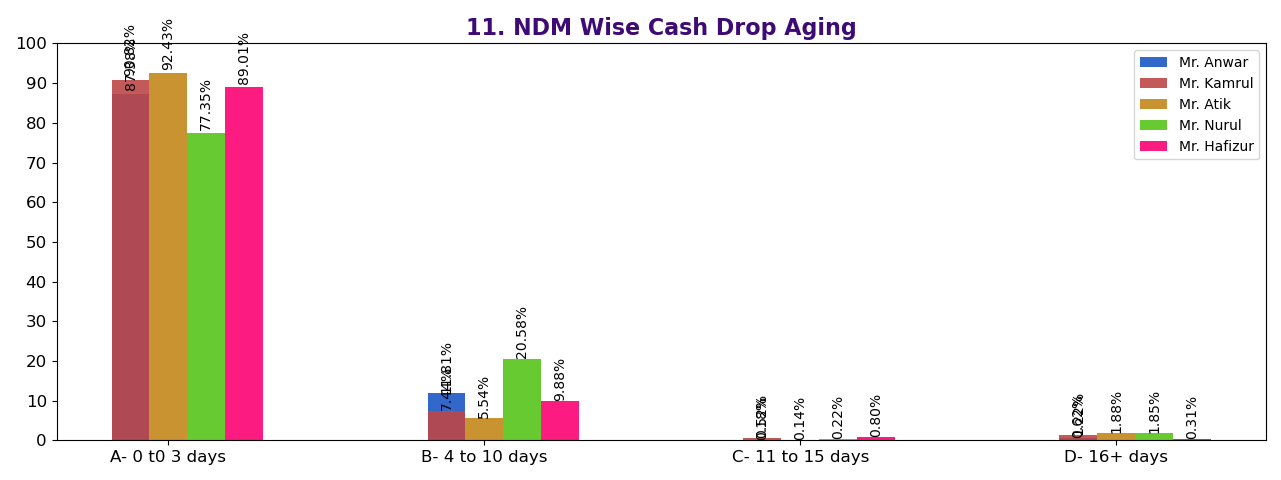 11. NDM Wise Cash Drop Aging
100
90
80
70
60
50
40
30
20
10
0
90.82%
92.43%
77.35%
89.01%
11.81%
7.44%
5.54%
20.58%
9.88%
0.14%
0.22%
0.80%
1.88%
1.85%
0.31%
A- 0 t0 3 days
B- 4 to 10 days
C- 11 to 15 days
D- 16+ days
Mr. Anwar
Mr. Kamrul
Mr. Atik
Mr. Nurul
Mr. Hafizur